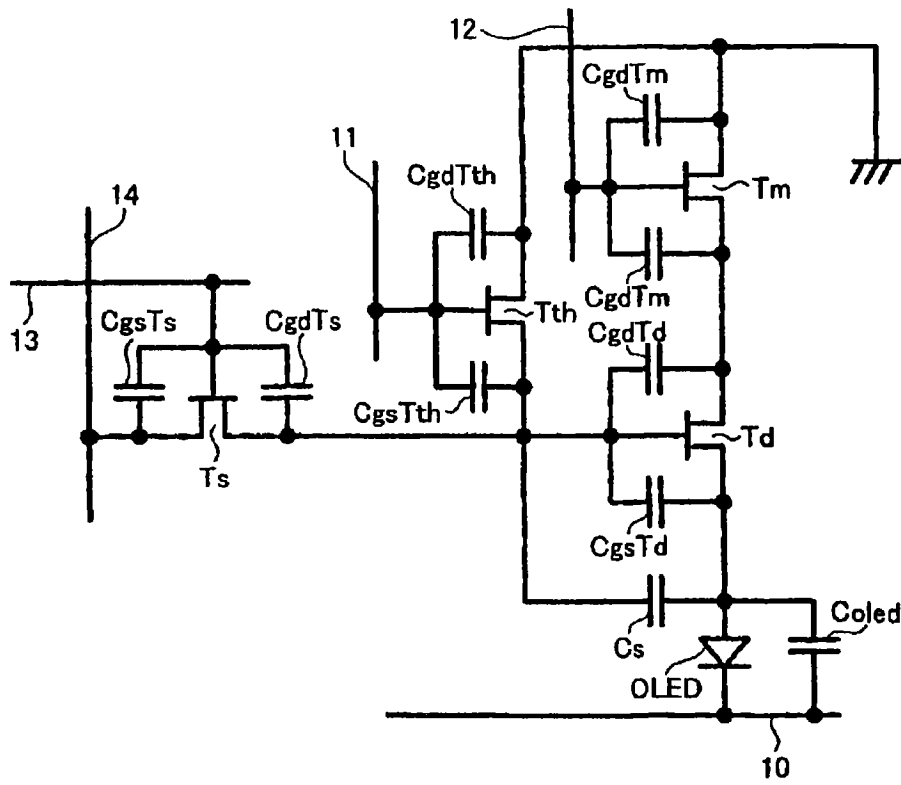 12
CgdTm
11
CgdTth
Tm
14
CgdTm
13
CgsTs
CgdTs
Tth
CgdTd
CgsTth
Td
Ts
CgsTd
Cs
Coled
OLED
10